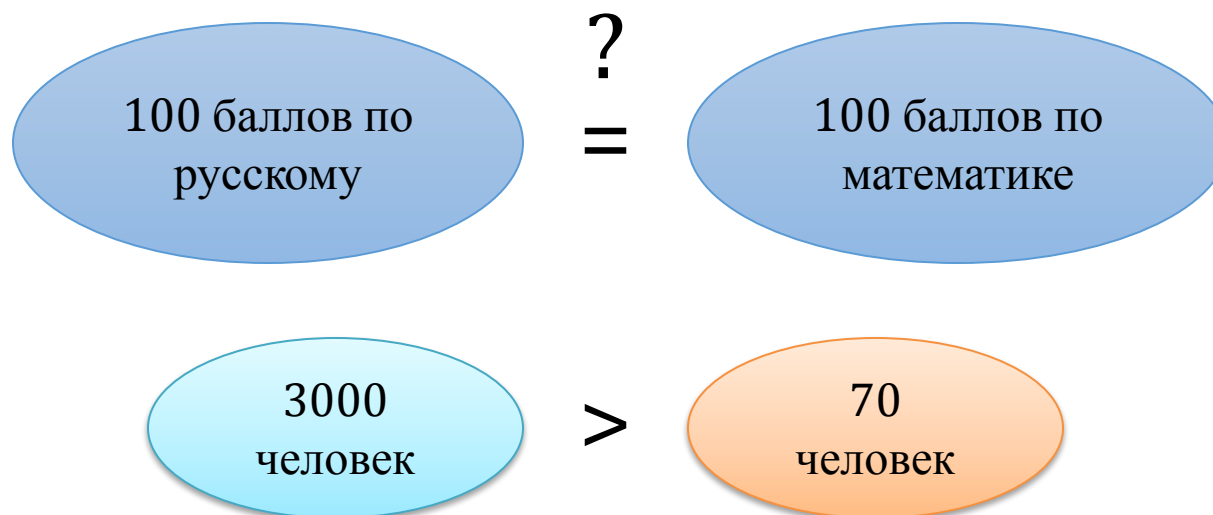 ?
100 баллов по
русскому
=
100 баллов по
математике
3000
человек
>
70
человек